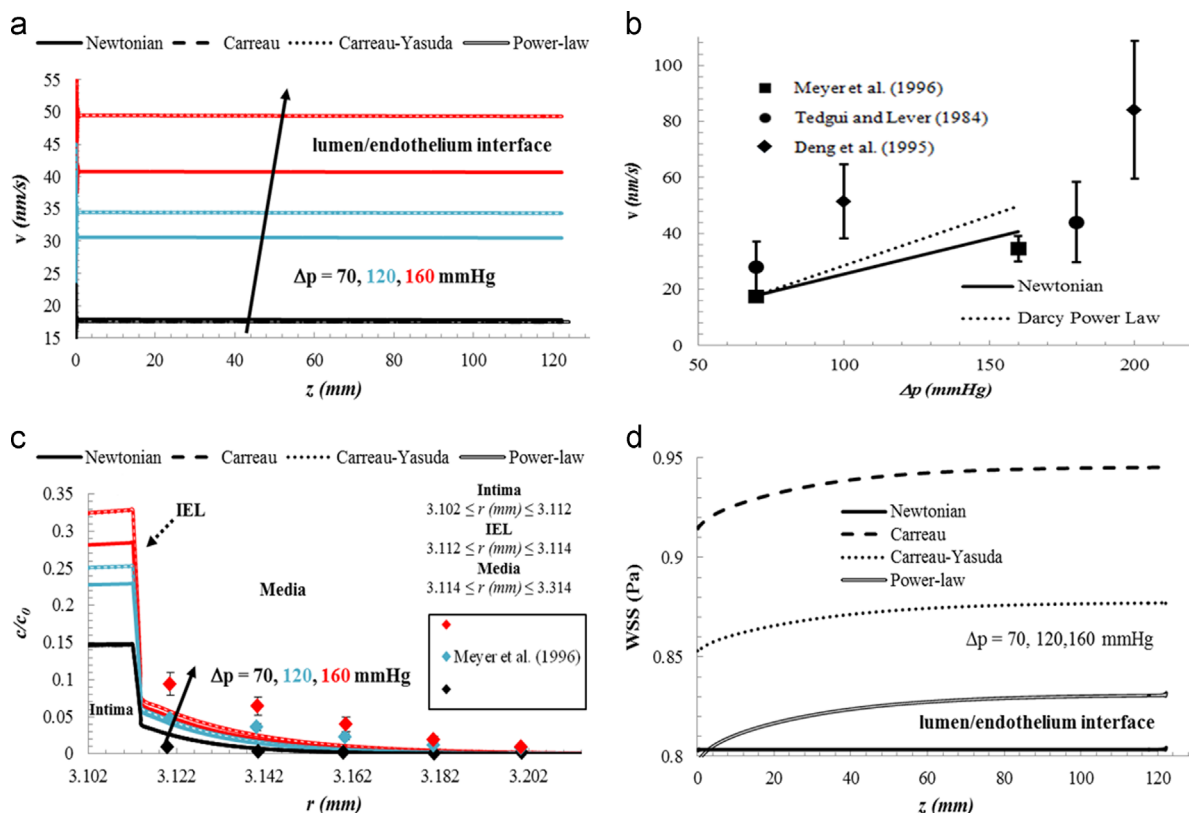 a
Newtonian Carreau Carreau-Yasuda Power-law
55
50
45
40
35
30
25
20
15
v (nm/s)
lumen/endothelium interface
Δp = 70, 120, 160 mmHg
0 20 40 60 80 100 120
z (mm)
b
100
80
60
40
20
0
v (nm/s)
Meyer et al. (1996)
Tedgui and Lever (1984)
Deng et al. (1995)
Newtonian
Darcy Power Law
50 100 150 200
Δp (mmHg)
c
Newtonian Carreau Carreau-Yasuda Power-law
0.35
0.3
0.25
0.2
0.15
0.1
0.05
0
c/c0
IEL
Intima
3.102 ≤ r (mm) ≤ 3.112
IEL
3.112 ≤ r (mm) ≤ 3.114
Media
3.114 ≤ r (mm) ≤ 3.314
Media
Meyer et al. (1996)
Δp = 70, 120, 160 mmHg
Intima
3.102 3.122 3.142 3.162 3.182 3.202
r (mm)
d
0.95
0.9
0.85
0.8
WSS (Pa)
Newtonian
Carreau
Carreau-Yasuda
Power-law
Δp = 70, 120,160 mmHg
lumen/endothelium interface
0 20 40 60 80 100 120
z (mm)